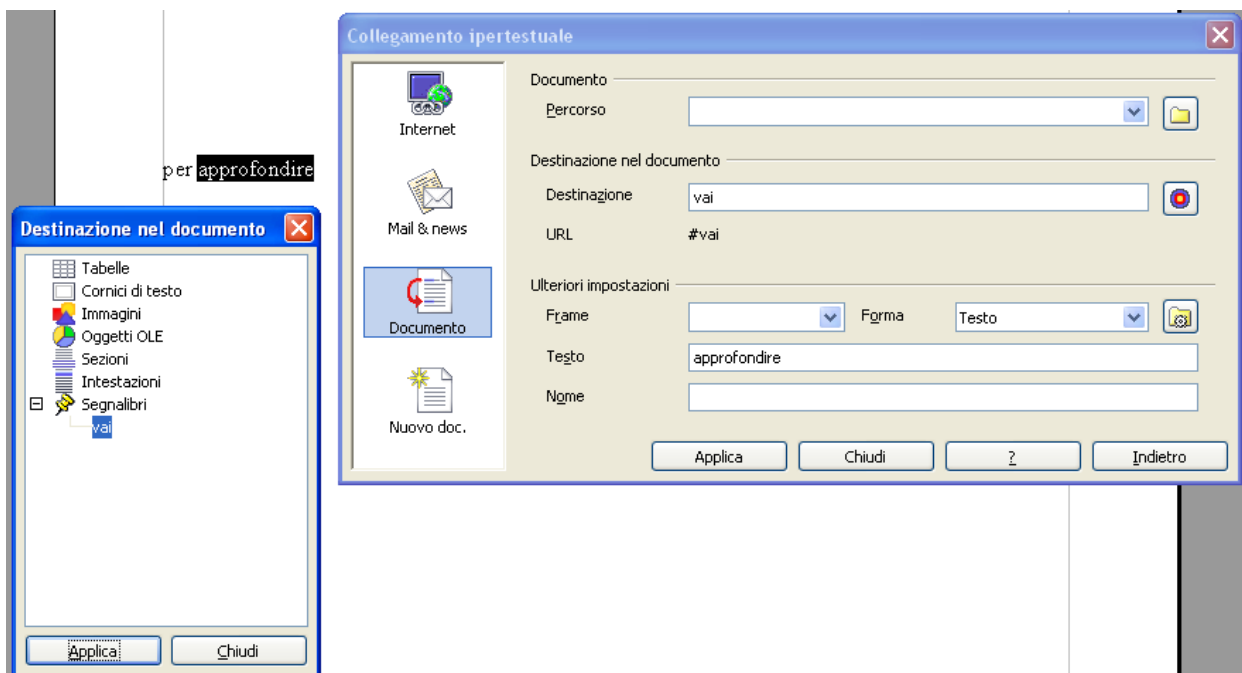 per approfondire
Destinazione nel documento
Tabelle
Cornici di testo
Immagini
Oggetti OLE
Sezioni
Intestazioni
Segnalibri
vai
Applica Chiudi
Collegamento ipertestuale
Internet
Mail & news
Documento
Nuovo doc.
Documento
Percorso
Destinazione nel documento
Destinazione vai
URL #vai
Ulteriori impostazioni
Frame Forma Testo
Testo approfondire
Nome
Applica Chiudi ? Indietro